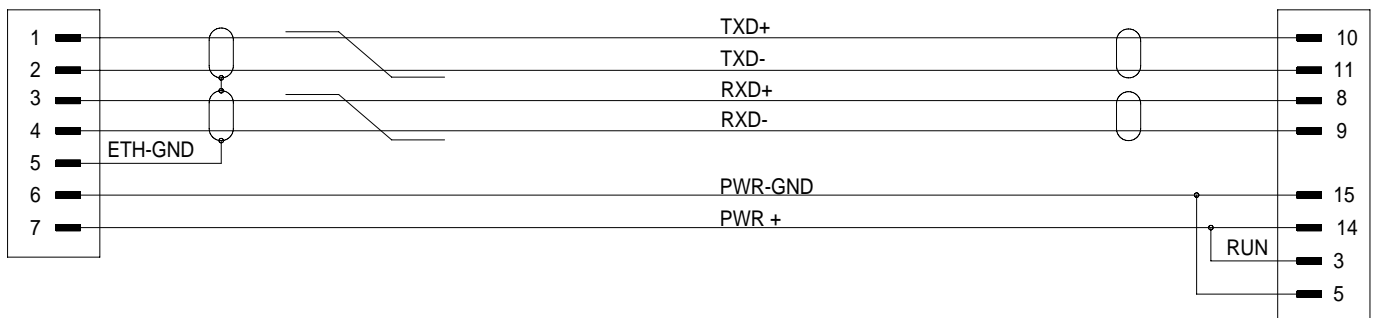 1 TXD+ 10
2 TXD- 11
3 RXD+ 8
4 RXD- 9
5 ETH-GND
6 PWR-GND 15
7 PWR + 14
RUN 3
5